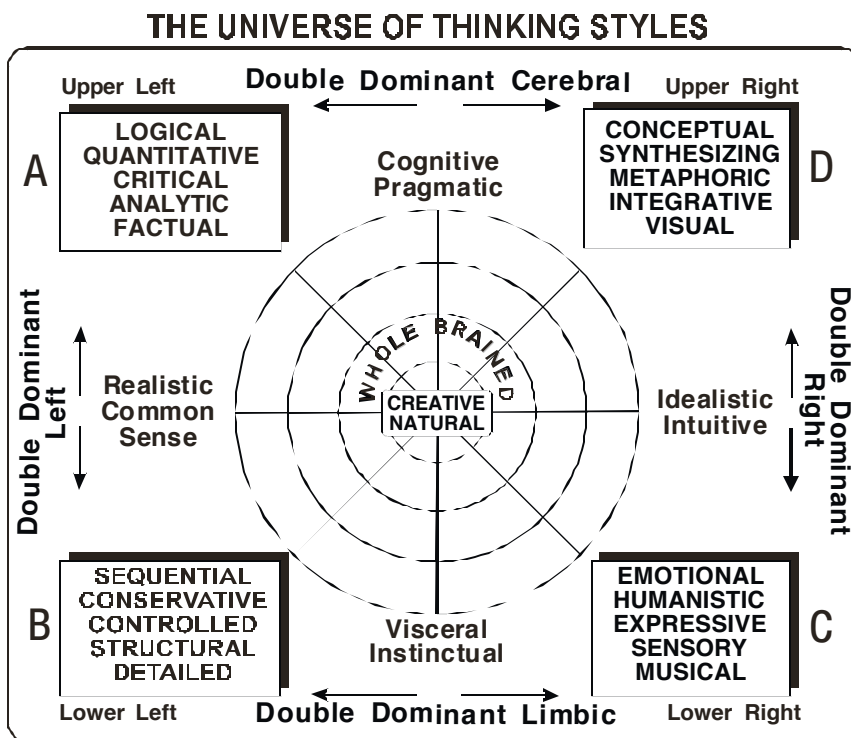 THE UNIVERSE OF THINKING STYLES
Upper Left
Double Dominant Cerebral
Upper Right
A
LOGICAL
QUANTITATIVE
CRITICAL
ANALYTIC
FACTUAL
Cognitive
Pragmatic
CONCEPTUAL
SYNTHESIZING
METAPHORIC
INTEGRATIVE
VISUAL
D
Double Dominant
Left
Realistic
Common
Sense
WHOLE BRAINED
CREATIVE
NATURAL
Idealistic
Intuitive
Double Dominant
Right
B
SEQUENTIAL
CONSERVATIVE
CONTROLLED
STRUCTURAL
DETAILED
Visceral
Instinctual
EMOTIONAL
HUMANISTIC
EXPRESSIVE
SENSORY
MUSICAL
C
Lower Left
Double Dominant Limbic
Lower Right